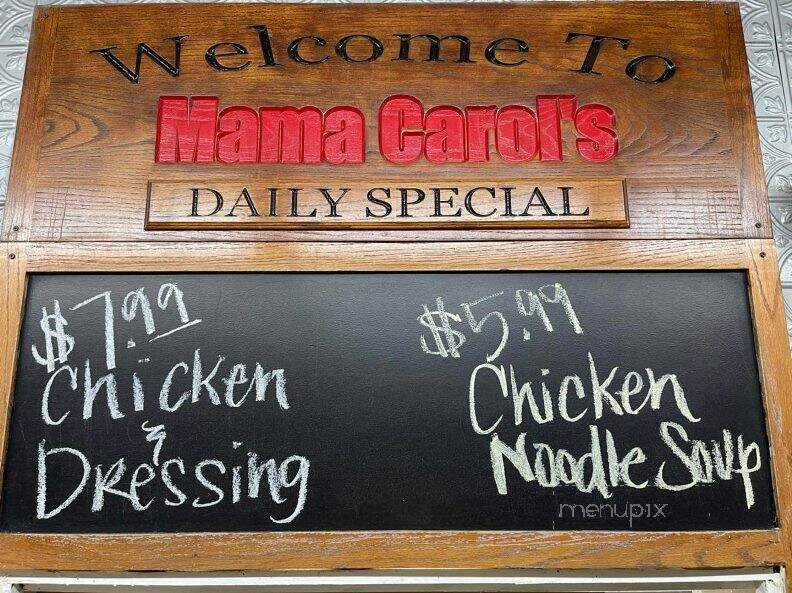 Welcome To
Mama Carol's
DAILY SPECIAL
$7.99
Chicken
&
Dressing
$5.99
Chicken
Noodle Soup
menupix